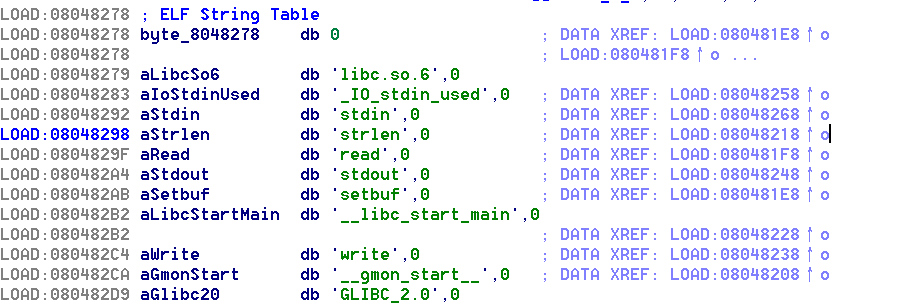 LOAD:08048278 ; ELF String Table
LOAD:08048278 byte_8048278 db 0 ; DATA XREF: LOAD:080481E8↑o
LOAD:08048278 ; LOAD:080481F8↑o ...
LOAD:08048279 aLibcSo6 db 'libc.so.6',0
LOAD:08048283 aIoStdinUsed db '_IO_stdin_used',0 ; DATA XREF: LOAD:08048258↑o
LOAD:08048292 aStdin db 'stdin',0 ; DATA XREF: LOAD:08048268↑o
LOAD:08048298 aStrlen db 'strlen',0 ; DATA XREF: LOAD:08048218↑o
LOAD:0804829F aRead db 'read',0 ; DATA XREF: LOAD:080481F8↑o
LOAD:080482A4 aStdout db 'stdout',0 ; DATA XREF: LOAD:08048248↑o
LOAD:080482AB aSetbuf db 'setbuf',0 ; DATA XREF: LOAD:080481E8↑o
LOAD:080482B2 aLibcStartMain db '__libc_start_main',0
LOAD:080482B2 ; DATA XREF: LOAD:08048228↑o
LOAD:080482C4 aWrite db 'write',0 ; DATA XREF: LOAD:08048238↑o
LOAD:080482CA aGmonStart db '__gmon_start__',0 ; DATA XREF: LOAD:08048208↑o
LOAD:080482D9 aGlibc20 db 'GLIBC_2.0',0